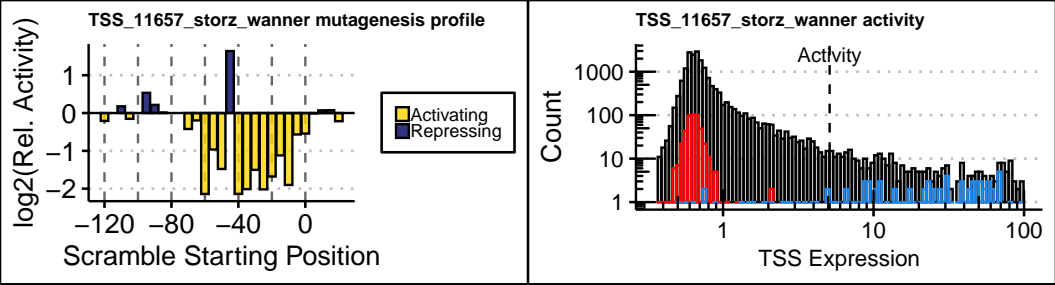 TSS_11657_storz_wanner mutagenesis profile
log2(Rel. Activity)
1
0
−1
−2
−120
−80
−40
0
Scramble Starting Position
Activating
Repressing
TSS_11657_storz_wanner activity
Activity
Count
1000
100
10
1
1
10
100
TSS Expression